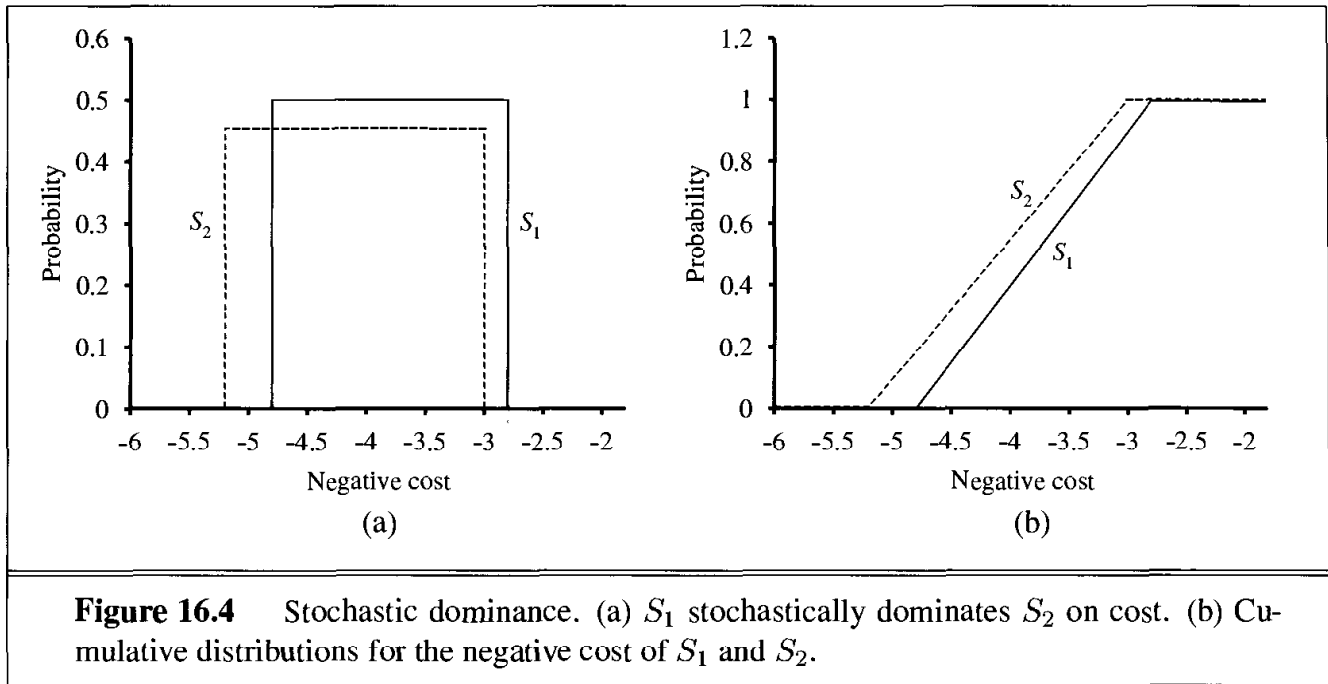 0.6
0.5
0.4
0.3
0.2
0.1
0
Probability
S2
S1
-6 -5.5 -5 -4.5 -4 -3.5 -3 -2.5 -2
Negative cost
(a)
1.2
1
0.8
0.6
0.4
0.2
0
Probability
S2
S1
-6 -5.5 -5 -4.5 -4 -3.5 -3 -2.5 -2
Negative cost
(b)
Figure 16.4 Stochastic dominance. (a) S1 stochastically dominates S2 on cost. (b) Cu-
mulative distributions for the negative cost of S1 and S2.